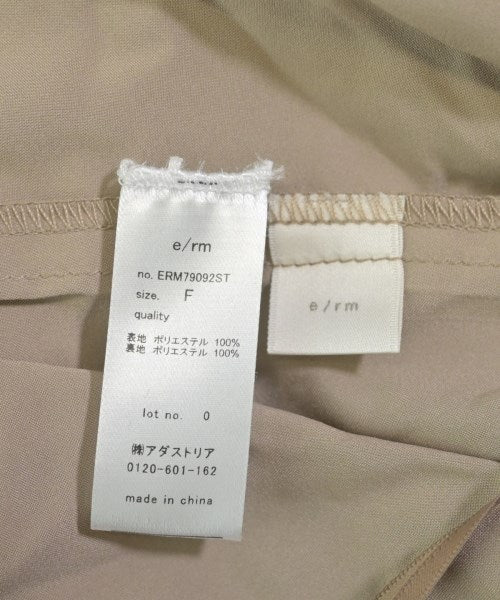 e/rm
no. ERM79092ST
size. F
quality
表地 ポリエステル 100%
裏地 ポリエステル 100%
lot no. 0
㈱アダストリア
0120-601-162
made in china
e/rm